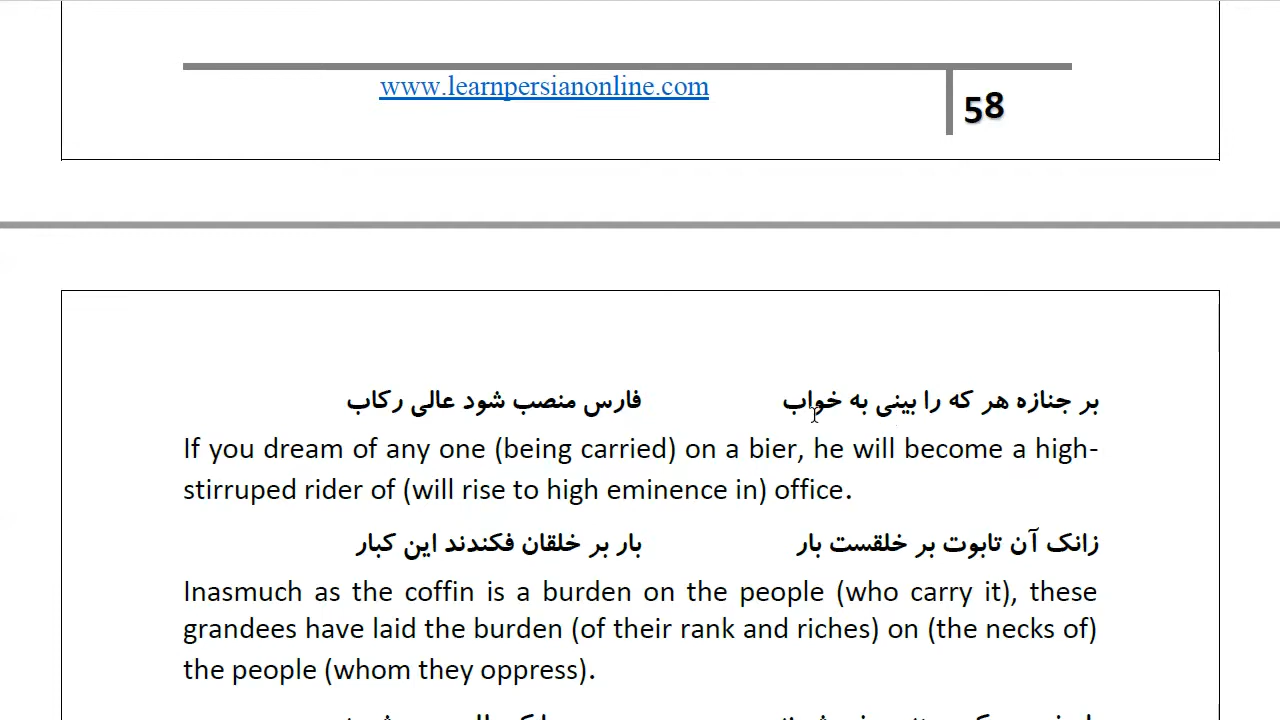 www.learnpersianonline.com
58
بر جنازه هر که را بینی به خواب فارس منصب شود عالی رکاب
If you dream of any one (being carried) on a bier, he will become a high-
stirruped rider of (will rise to high eminence in) office.
زانک آن تابوت بر خلقست بار بار بر خلقان فکندند این کبار
Inasmuch as the coffin is a burden on the people (who carry it), these
grandees have laid the burden (of their rank and riches) on (the necks of)
the people (whom they oppress).